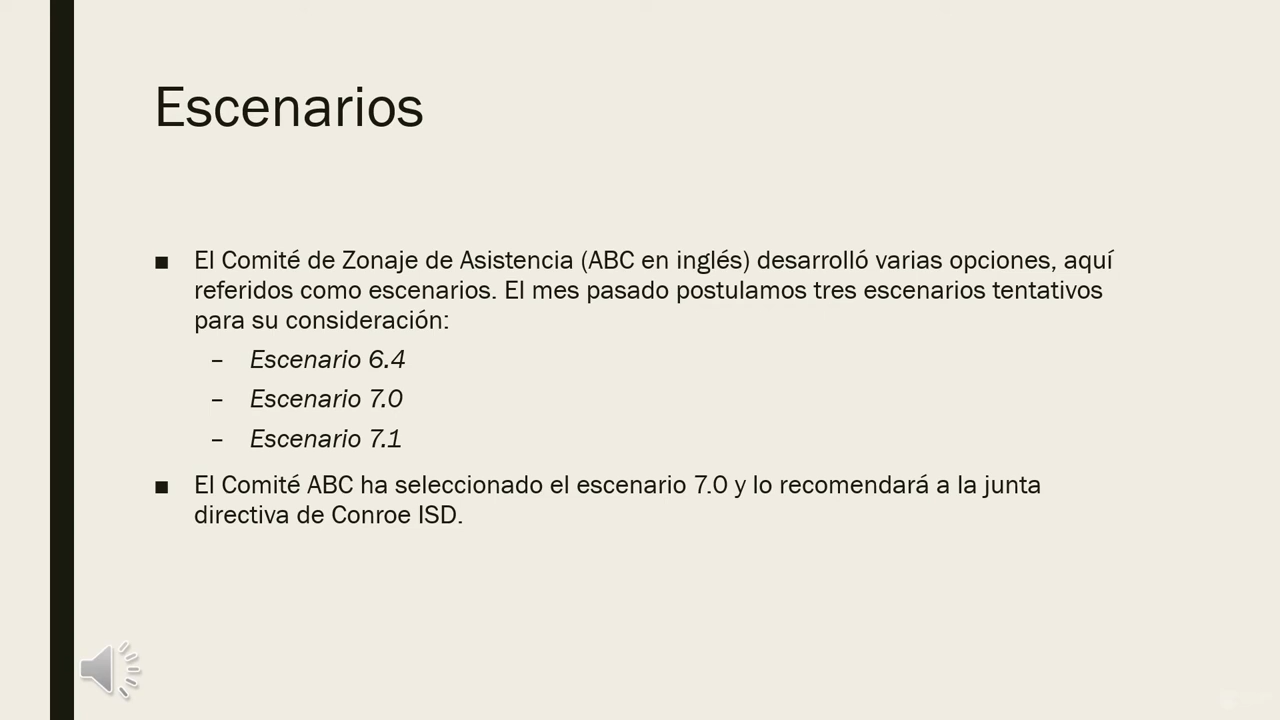 Escenarios
■ El Comité de Zonaje de Asistencia (ABC en inglés) desarrolló varias opciones, aquí
referidos como escenarios. El mes pasado postulamos tres escenarios tentativos
para su consideración:
– Escenario 6.4
– Escenario 7.0
– Escenario 7.1
■ El Comité ABC ha seleccionado el escenario 7.0 y lo recomendará a la junta
directiva de Conroe ISD.